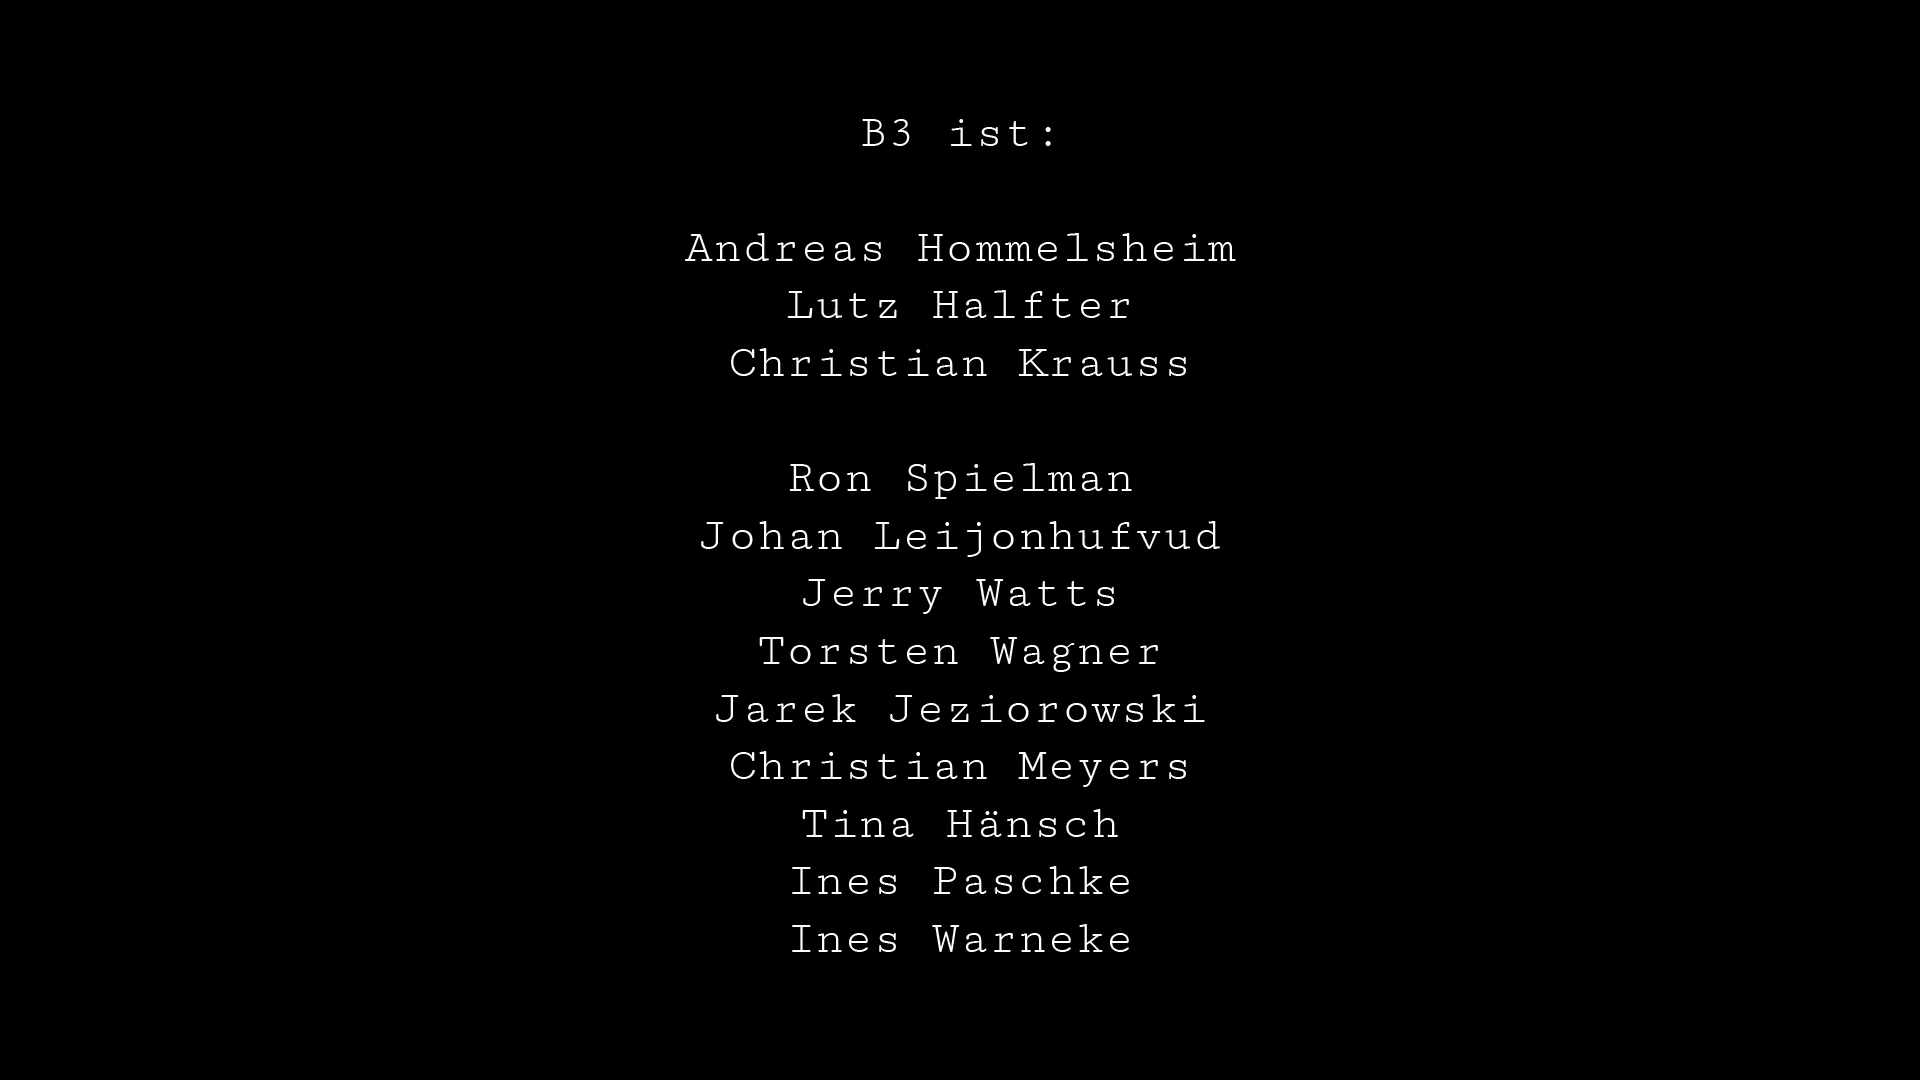 B3 ist:
Andreas Hommelsheim
Lutz Halfter
Christian Krauss
Ron Spielman
Johan Leijonhufvud
Jerry Watts
Torsten Wagner
Jarek Jeziorowski
Christian Meyers
Tina Hänsch
Ines Paschke
Ines Warneke